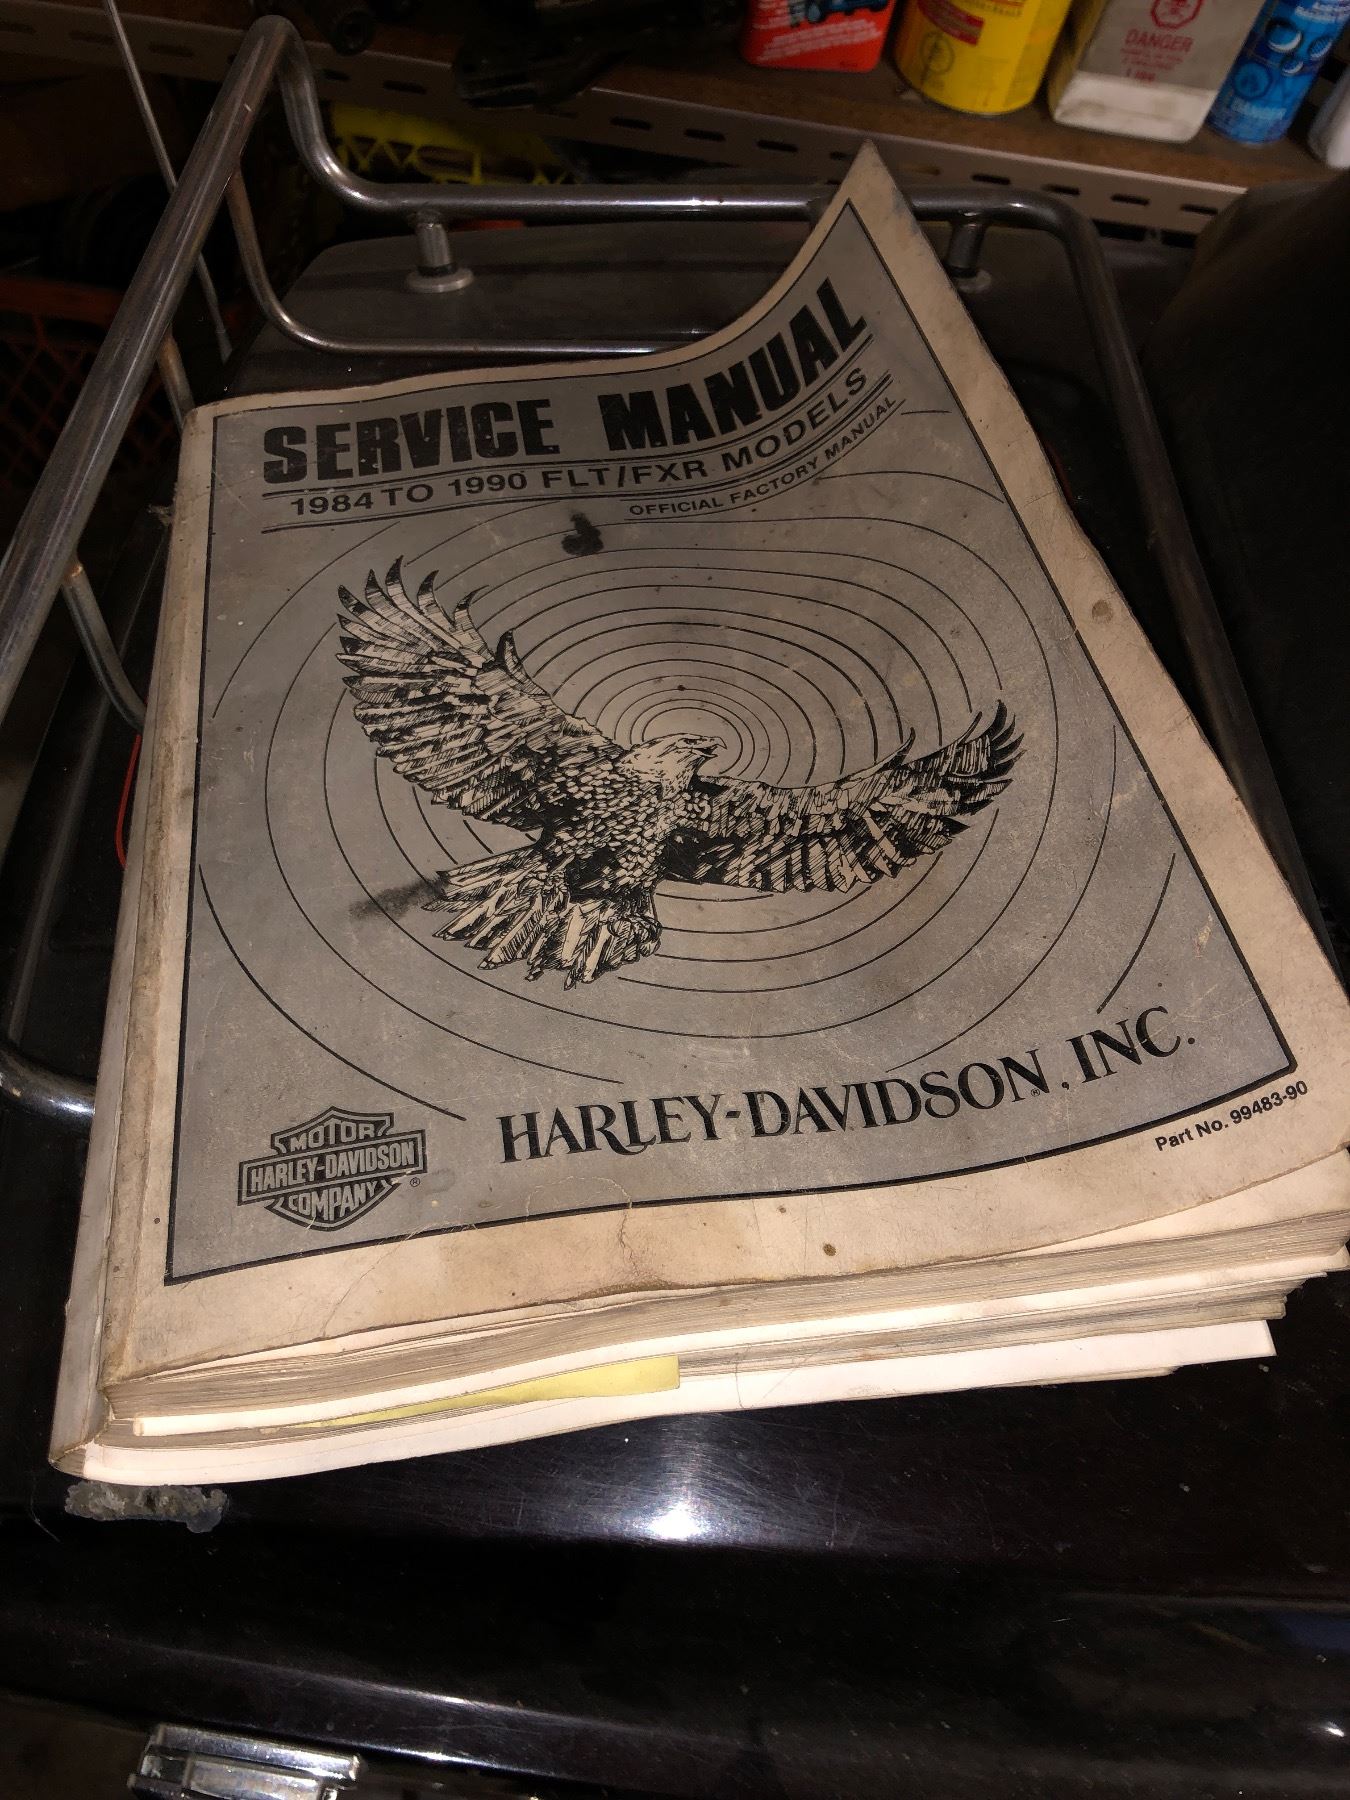 DANGER
SERVICE MANUAL
1984 TO 1990 FLT/FXR MODELS
OFFICIAL FACTORY MANUAL
HARLEY-DAVIDSON®, INC.
MOTOR
HARLEY-DAVIDSON
COMPANY
®
Part No. 99483-90